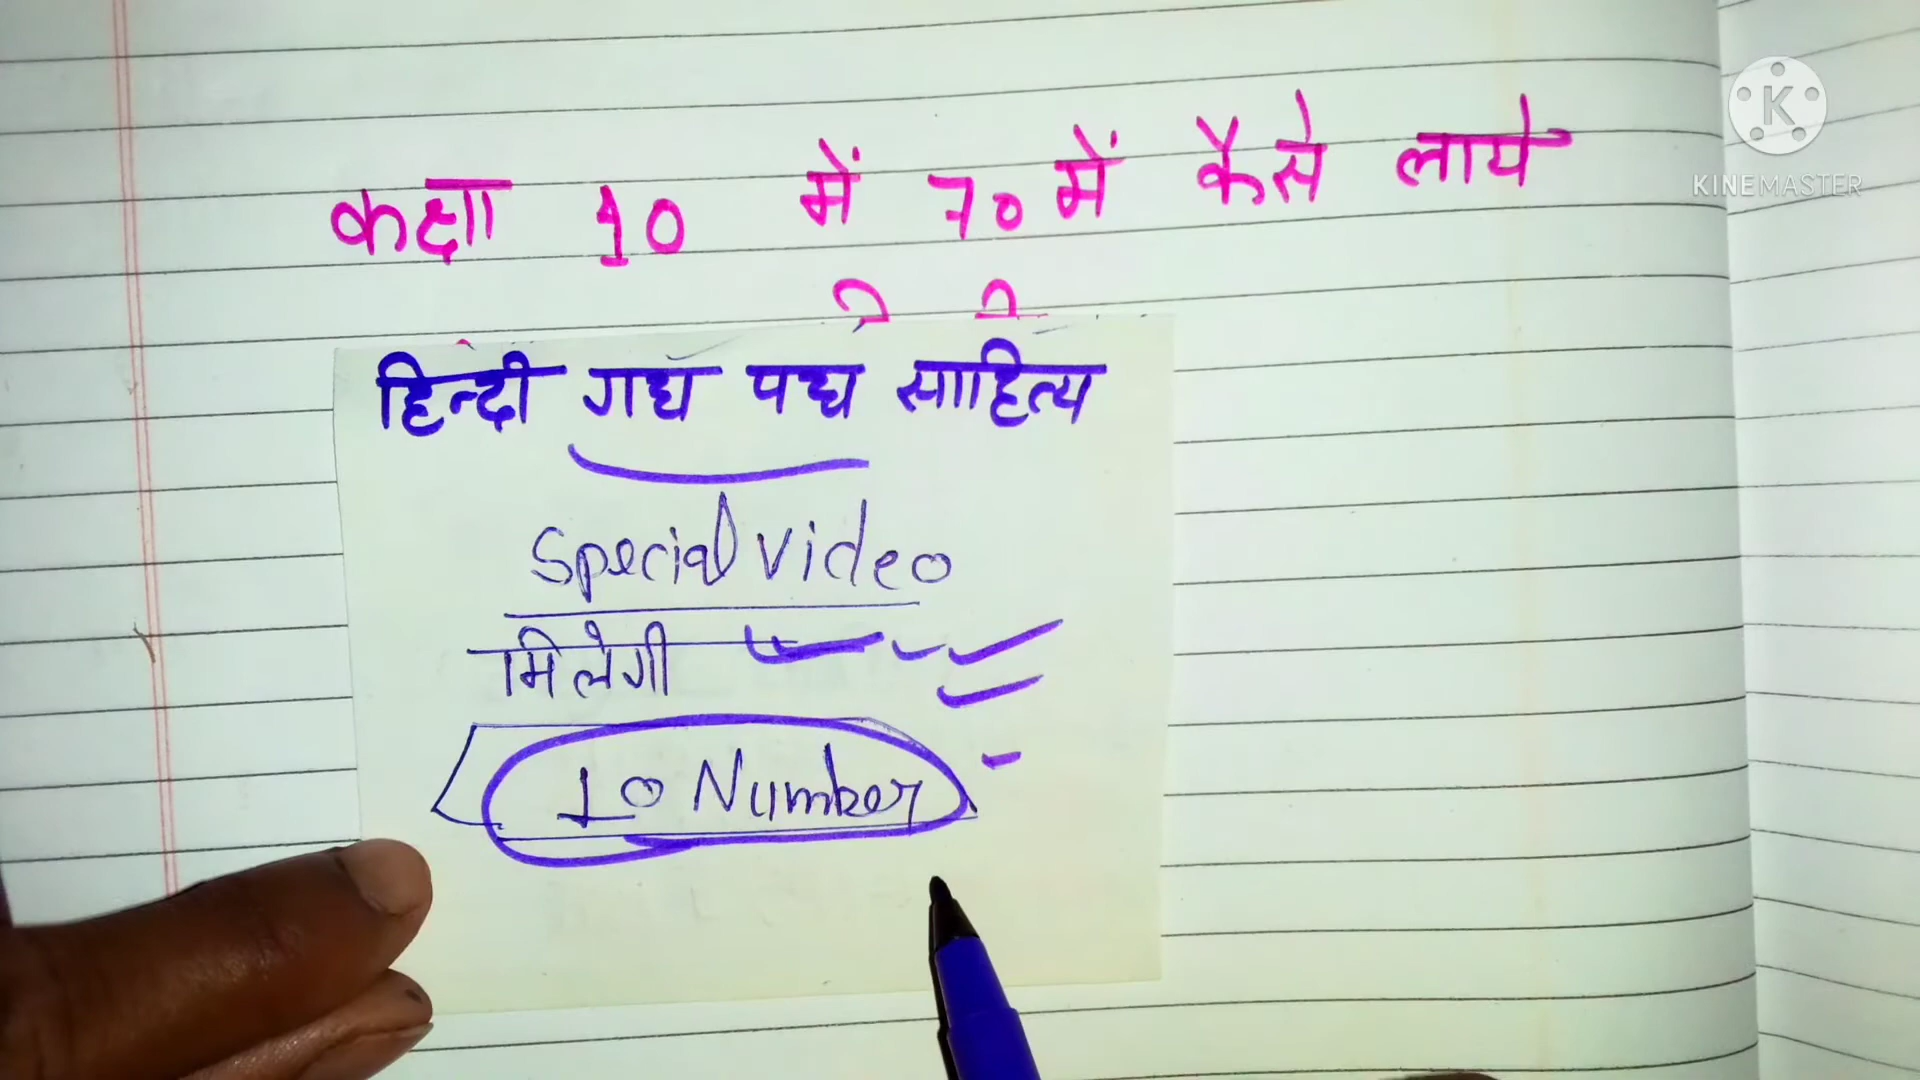 कक्षा 10 में 70 में कैसे लाये
हिन्दी गद्य पद्य साहित्य
Special Video
मिलेगी
10 Number
K
KINEMASTER